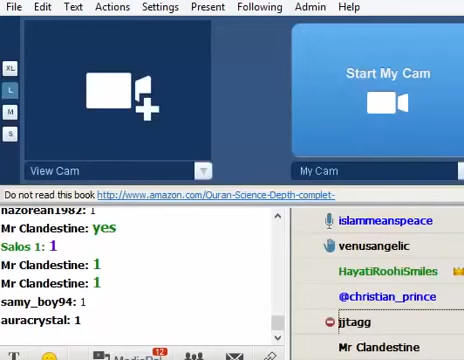 File Edit Text Actions Settings Present Following Admin Help
XL
L
M
S
Start My Cam
View Cam
My Cam
Do not read this book http://www.amazon.com/Quran-Science-Depth-complet-
nazorean1982: 1
Mr Clandestine: yes
Salos 1: 1
Mr Clandestine: 1
Mr Clandestine: 1
samy_boy94: 1
auracrystal: 1
islammeanspeace
venusangelic
HayatiRoohiSmiles
@christian_prince
jjtagg
Mr Clandestine
T
12